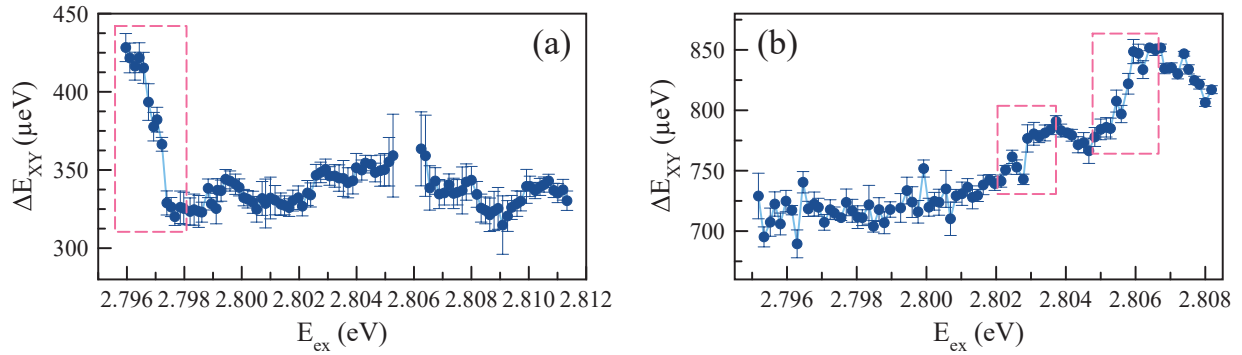 450
400
350
300
ΔE_XY (μeV)
(a)
2.796 2.798 2.800 2.802 2.804 2.806 2.808 2.810 2.812
E_ex (eV)
850
800
750
700
ΔE_XY (μeV)
(b)
2.796 2.798 2.800 2.802 2.804 2.806 2.808
E_ex (eV)